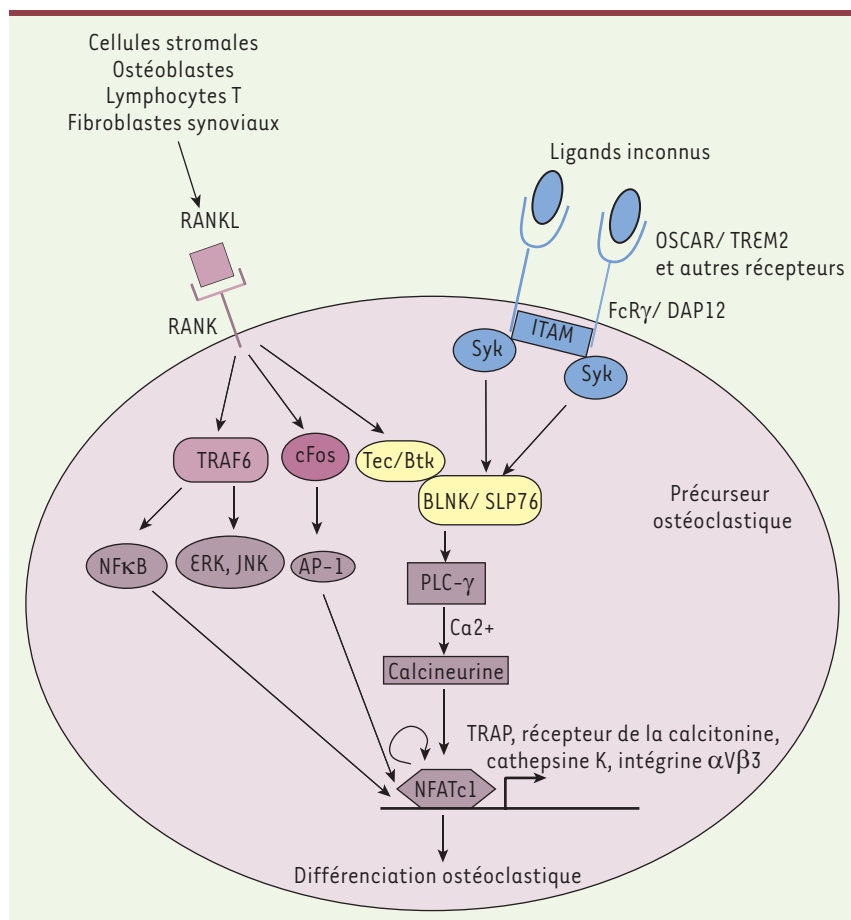 Cellules stromales
Ostéoblastes
Lymphocytes T
Fibroblastes synoviaux
RANKL
RANK
Ligands inconnus
OSCAR/ TREM2
et autres récepteurs
FcRγ/ DAP12
ITAM
Syk
Syk
TRAF6
cFos
Tec/Btk
BLNK/ SLP76
Précurseur
ostéoclastique
NFκB
ERK, JNK
AP-1
PLC-γ
Ca2+
Calcineurine
TRAP, récepteur de la calcitonine,
cathepsine K, intégrine αVβ3
NFATc1
Différenciation ostéoclastique